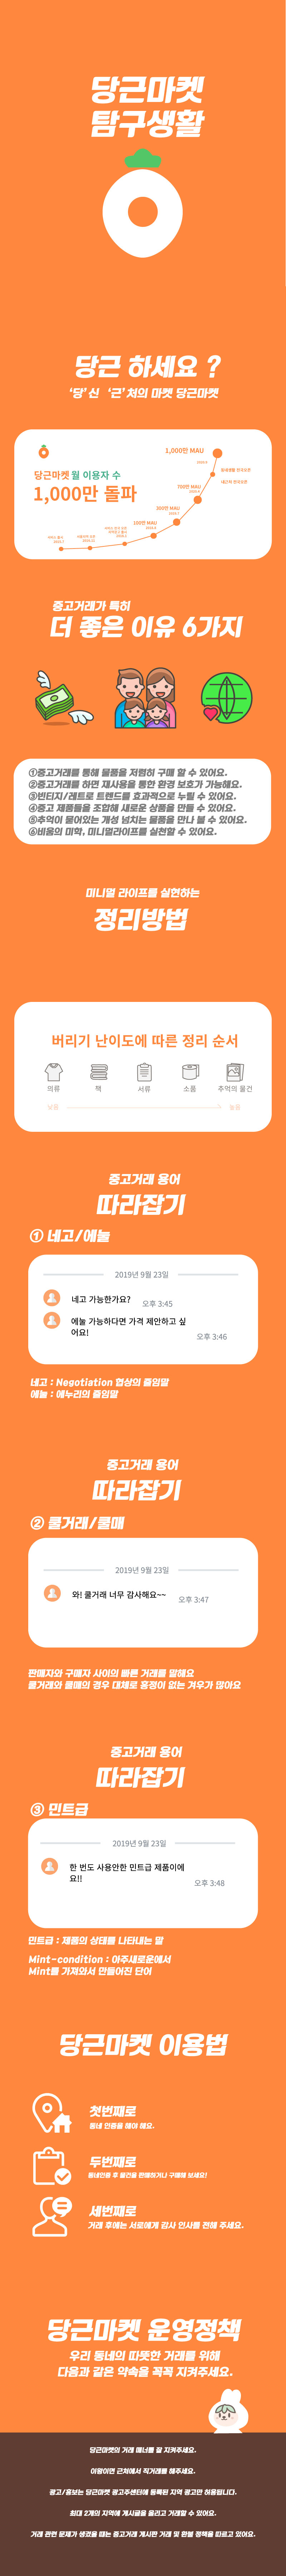 당근마켓
탐구생활
당근 하세요 ?
‘당’신 ‘근’처의 마켓 당근마켓
당근마켓 월 이용자 수
1,000만 돌파
1,000만 MAU
700만 MAU
300만 MAU
100만 MAU
중고거래가 특히
더 좋은 이유 6가지
①중고거래를 통해 물품을 저렴히 구매 할 수 있어요.
②중고거래를 하면 재사용을 통한 환경 보호가 가능해요.
③빈티지/레트로 트렌드를 효과적으로 누릴 수 있어요.
④중고 제품들을 조합해 새로운 상품을 만들 수 있어요.
⑤추억이 묻어있는 개성 넘치는 물품을 만나 볼 수 있어요.
⑥비움의 미학, 미니멀라이프를 실천할 수 있어요.
미니멀 라이프를 실현하는
정리방법
버리기 난이도에 따른 정리 순서
의류 책 서류 소품 추억의 물건
낮음 높음
중고거래 용어
따라잡기
① 네고/에눌
2019년 9월 23일
네고 가능한가요? 오후 3:45
에눌 가능하다면 가격 제안하고 싶
어요! 오후 3:46
네고 : Negotiation 협상의 줄임말
에눌 : 에누리의 줄임말
중고거래 용어
따라잡기
② 쿨거래/쿨매
2019년 9월 23일
와! 쿨거래 너무 감사해요~~ 오후 3:47
판매자와 구매자 사이의 빠른 거래를 말해요
쿨거래와 쿨매의 경우 대체로 흥정이 없는 겨우가 많아요
중고거래 용어
따라잡기
③ 민트급
2019년 9월 23일
한 번도 사용안한 민트급 제품이에
요!! 오후 3:48
민트급 : 제품의 상태를 나타내는 말
Mint-condition : 아주새로운에서
Mint를 가져와서 만들어진 단어
당근마켓 이용법
첫번째로
동네 인증을 해야 해요.
두번째로
동네인증 후 물건을 판매하거나 구매해 보세요!
세번째로
거래 후에는 서로에게 감사 인사를 전해 주세요.
당근마켓 운영정책
우리 동네의 따뜻한 거래를 위해
다음과 같은 약속을 꼭꼭 지켜주세요.
당근마켓의 거래 매너를 잘 지켜주세요.
이왕이면 근처에서 직거래를 해주세요.
광고/홍보는 당근마켓 광고주센터에 등록된 지역 광고만 허용됩니다.
최대 2개의 지역에 게시글을 올리고 거래할 수 있어요.
거래 관련 문제가 생겼을 때는 중고거래 게시판 거래 및 환불 정책을 따르고 있어요.